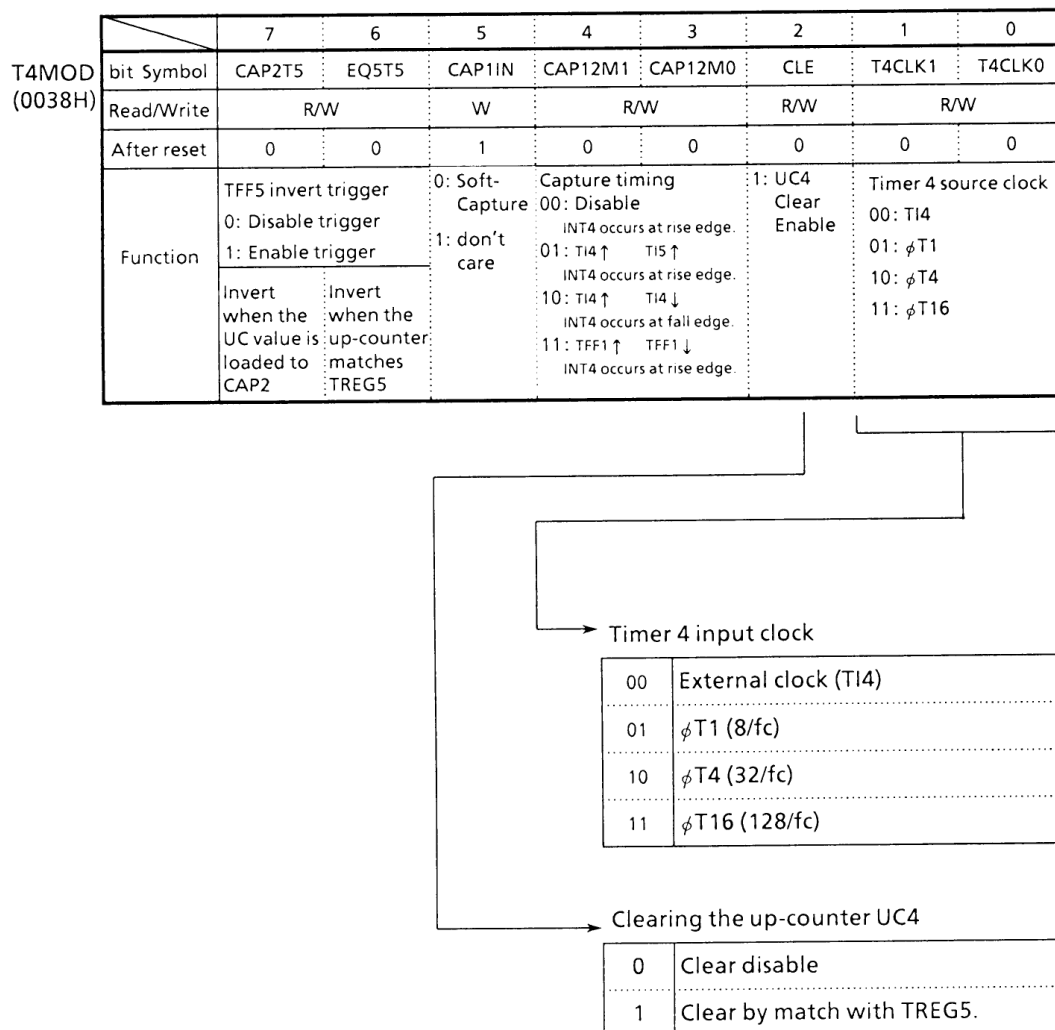 7 6 5 4 3 2 1 0
T4MOD bit Symbol CAP2T5 EQ5T5 CAP1IN CAP12M1 CAP12M0 CLE T4CLK1 T4CLK0
(0038H) Read/Write R/W W R/W R/W R/W
After reset 0 0 1 0 0 0 0 0
Function
TFF5 invert trigger
0: Disable trigger
1: Enable trigger
Invert
when the
UC value is
loaded to
CAP2
Invert
when the
up-counter
matches
TREG5
0: Soft-
Capture
1: don't
care
Capture timing
00: Disable
INT4 occurs at rise edge.
01: TI4↑ TI5↑
INT4 occurs at rise edge.
10: TI4↑ TI4↓
INT4 occurs at fall edge.
11: TFF1↑ TFF1↓
INT4 occurs at rise edge.
1: UC4
Clear
Enable
Timer 4 source clock
00: TI4
01: ϕT1
10: ϕT4
11: ϕT16
Timer 4 input clock
00 External clock (TI4)
01 ϕT1 (8/fc)
10 ϕT4 (32/fc)
11 ϕT16 (128/fc)
Clearing the up-counter UC4
0 Clear disable
1 Clear by match with TREG5.